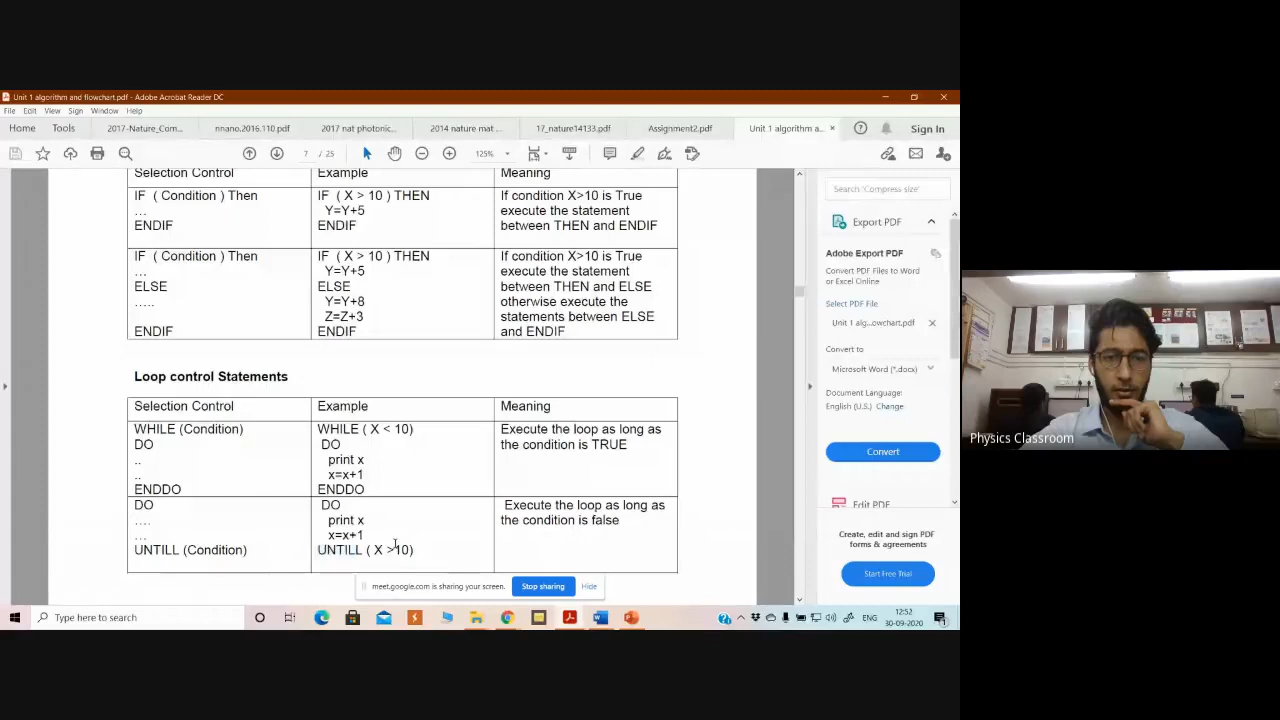 Unit 1 algorithm and flowchart.pdf - Adobe Acrobat Reader DC
File Edit View Sign Window Help
Home Tools 2017-Nature_Com... nnano.2016.110.pdf 2017 nat photonic... 2014 nature mat ... 17_nature14133.pdf Assignment2.pdf Unit 1 algorithm a... × Sign In
7 / 25 125%
Selection Control Example Meaning
IF ( Condition ) Then
...
ENDIF
IF ( X > 10 ) THEN
Y=Y+5
ENDIF
If condition X>10 is True
execute the statement
between THEN and ENDIF
IF ( Condition ) Then
...
ELSE
.....
ENDIF
IF ( X > 10 ) THEN
Y=Y+5
ELSE
Y=Y+8
Z=Z+3
ENDIF
If condition X>10 is True
execute the statement
between THEN and ELSE
otherwise execute the
statements between ELSE
and ENDIF
Loop control Statements
Selection Control Example Meaning
WHILE (Condition)
DO
..
..
ENDDO
WHILE ( X < 10)
DO
print x
x=x+1
ENDDO
Execute the loop as long as
the condition is TRUE
DO
....
...
UNTILL (Condition)
DO
print x
x=x+1
UNTILL ( X >10)
Execute the loop as long as
the condition is false
Search 'Compress size'
Export PDF
Adobe Export PDF
Convert PDF Files to Word
or Excel Online
Select PDF File
Unit 1 alg...owchart.pdf ×
Convert to
Microsoft Word (*.docx)
Document Language:
English (U.S.) Change
Convert
Edit PDF
Create, edit and sign PDF
forms & agreements
Start Free Trial
meet.google.com is sharing your screen. Stop sharing Hide
Type here to search
ENG
12:52
30-09-2020
Physics Classroom